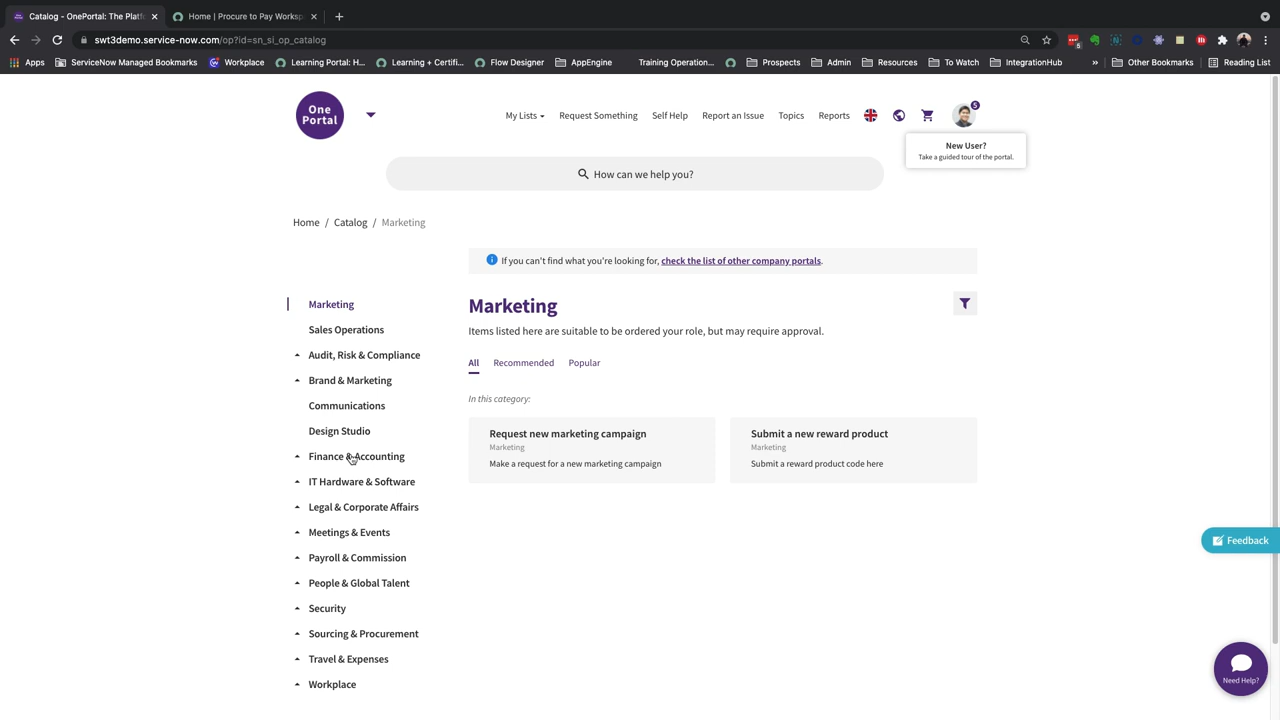 Catalog - OnePortal: The Platfo
Home | Procure to Pay Worksp
swt3demo.service-now.com/op?id=sn_si_op_catalog
5
Apps
ServiceNow Managed Bookmarks
Workplace
Learning Portal: H...
Learning + Certifi...
Flow Designer
AppEngine
Training Operation...
Prospects
Admin
Resources
To Watch
IntegrationHub
»
Other Bookmarks
Reading List
One
Portal
My Lists
Request Something
Self Help
Report an Issue
Topics
Reports
5
New User?
Take a guided tour of the portal.
How can we help you?
Home / Catalog / Marketing
If you can't find what you're looking for, check the list of other company portals.
Marketing
Sales Operations
Audit, Risk & Compliance
Brand & Marketing
Communications
Design Studio
Finance & Accounting
IT Hardware & Software
Legal & Corporate Affairs
Meetings & Events
Payroll & Commission
People & Global Talent
Security
Sourcing & Procurement
Travel & Expenses
Workplace
Marketing
Items listed here are suitable to be ordered your role, but may require approval.
All
Recommended
Popular
In this category:
Request new marketing campaign
Marketing
Make a request for a new marketing campaign
Submit a new reward product
Marketing
Submit a reward product code here
Feedback
Need Help?